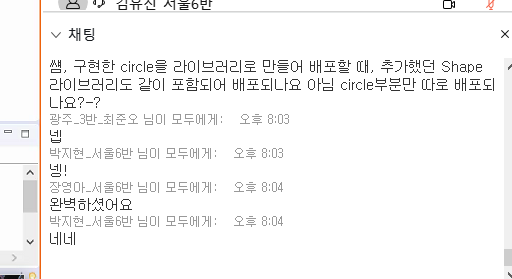 김유진 서울6반
채팅
쌤, 구현한 circle을 라이브러리로 만들어 배포할 때, 추가했던 Shape
라이브러리도 같이 포함되어 배포되나요 아님 circle부분만 따로 배포되
나요?-?
광주_3반_최준오 님이 모두에게: 오후 8:03
넵
박지현_서울6반 님이 모두에게: 오후 8:03
넹!
장영아_서울6반 님이 모두에게: 오후 8:04
완벽하셨어요
박지현_서울6반 님이 모두에게: 오후 8:04
네네